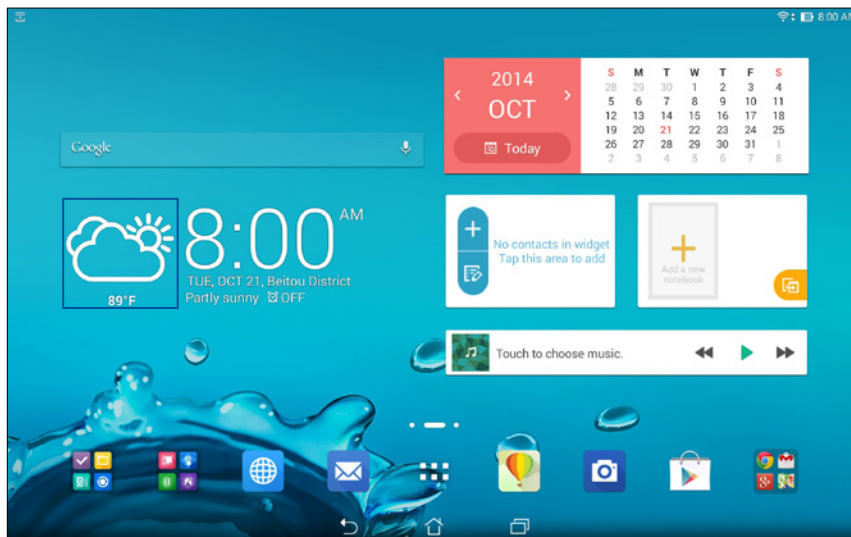 8:00 AM
Google
2014
OCT
Today
S M T W T F S
28 29 30 1 2 3 4
5 6 7 8 9 10 11
12 13 14 15 16 17 18
19 20 21 22 23 24 25
26 27 28 29 30 31 1
2 3 4 5 6 7 8
8:00 AM
TUE, OCT 21, Beitou District
Partly sunny OFF
89°F
No contacts in widget
Tap this area to add
Add a new
notebook
Touch to choose music.